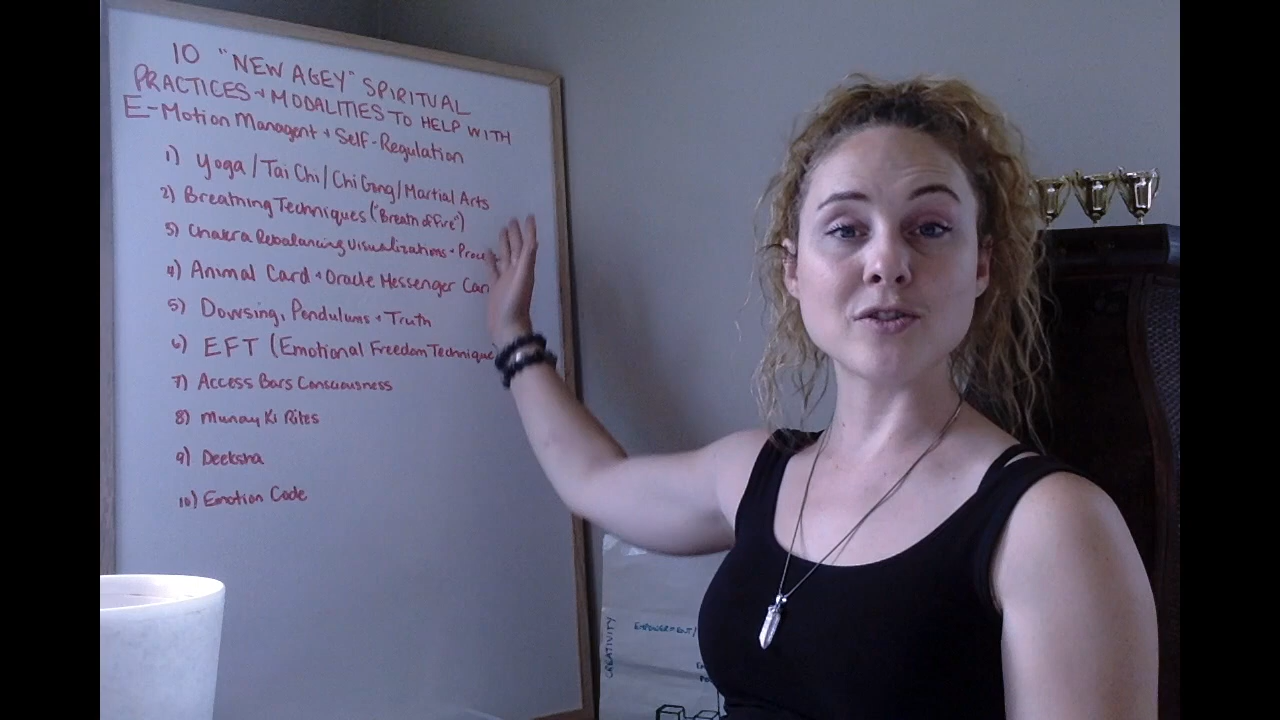 10 "NEW AGEY" SPIRITUAL
PRACTICES + MODALITIES TO HELP WITH
E-Motion Managent + Self-Regulation
1) Yoga / Tai Chi / Chi Gong / Martial Arts
2) Breathing Techniques ("Breath of Fire")
3) Chakra Rebalancing Visualizations +
4) Animal Card + Oracle Messenger
5) Dowsing, Pendulums + Truth
6) EFT (Emotional Freedom Technique
7) Access Bars Consciousness
8) Munay Ki Rites
9) Deeksha
10) Emotion Code
CREATIVITY
EMPOWERMENT/